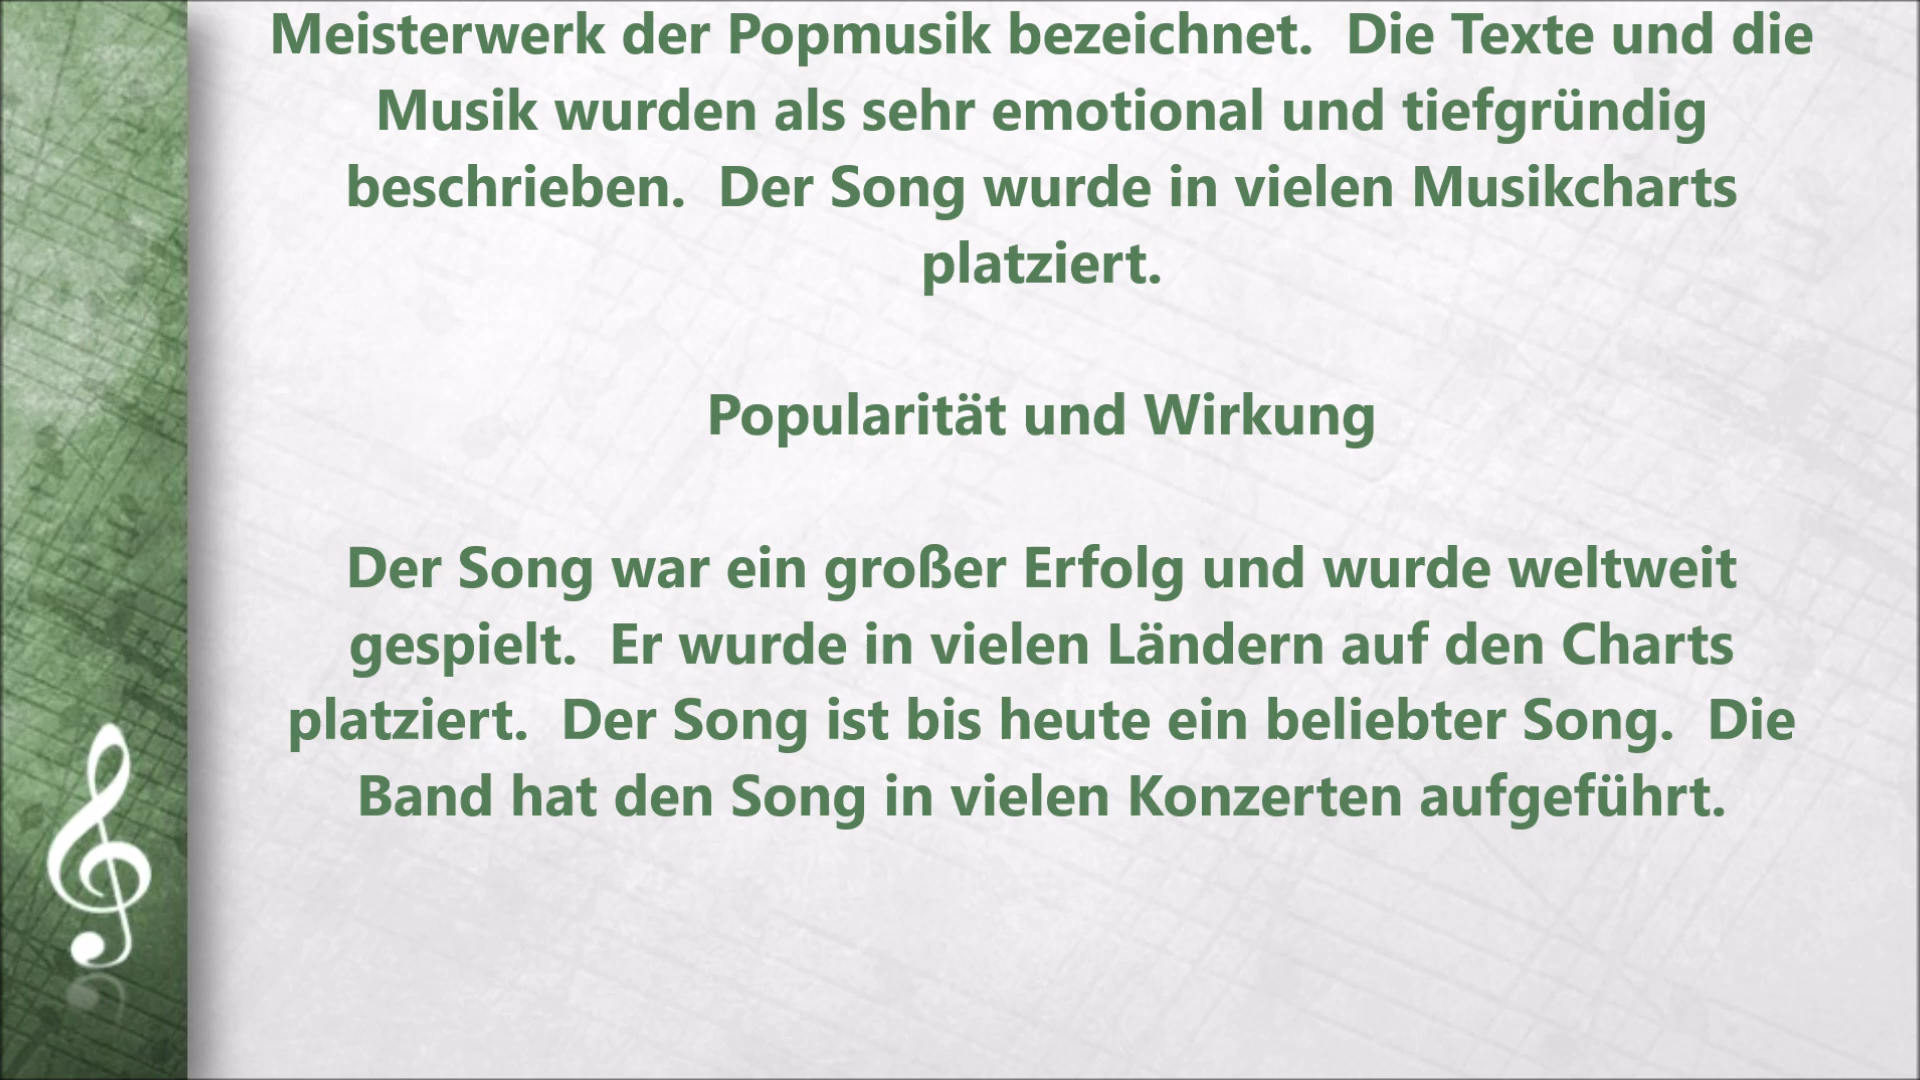 Meisterwerk der Popmusik bezeichnet.  Die Texte und die
Musik wurden als sehr emotional und tiefgründig
beschrieben.  Der Song wurde in vielen Musikcharts
platziert.
Popularität und Wirkung
Der Song war ein großer Erfolg und wurde weltweit
gespielt.  Er wurde in vielen Ländern auf den Charts
platziert.  Der Song ist bis heute ein beliebter Song.  Die
Band hat den Song in vielen Konzerten aufgeführt.